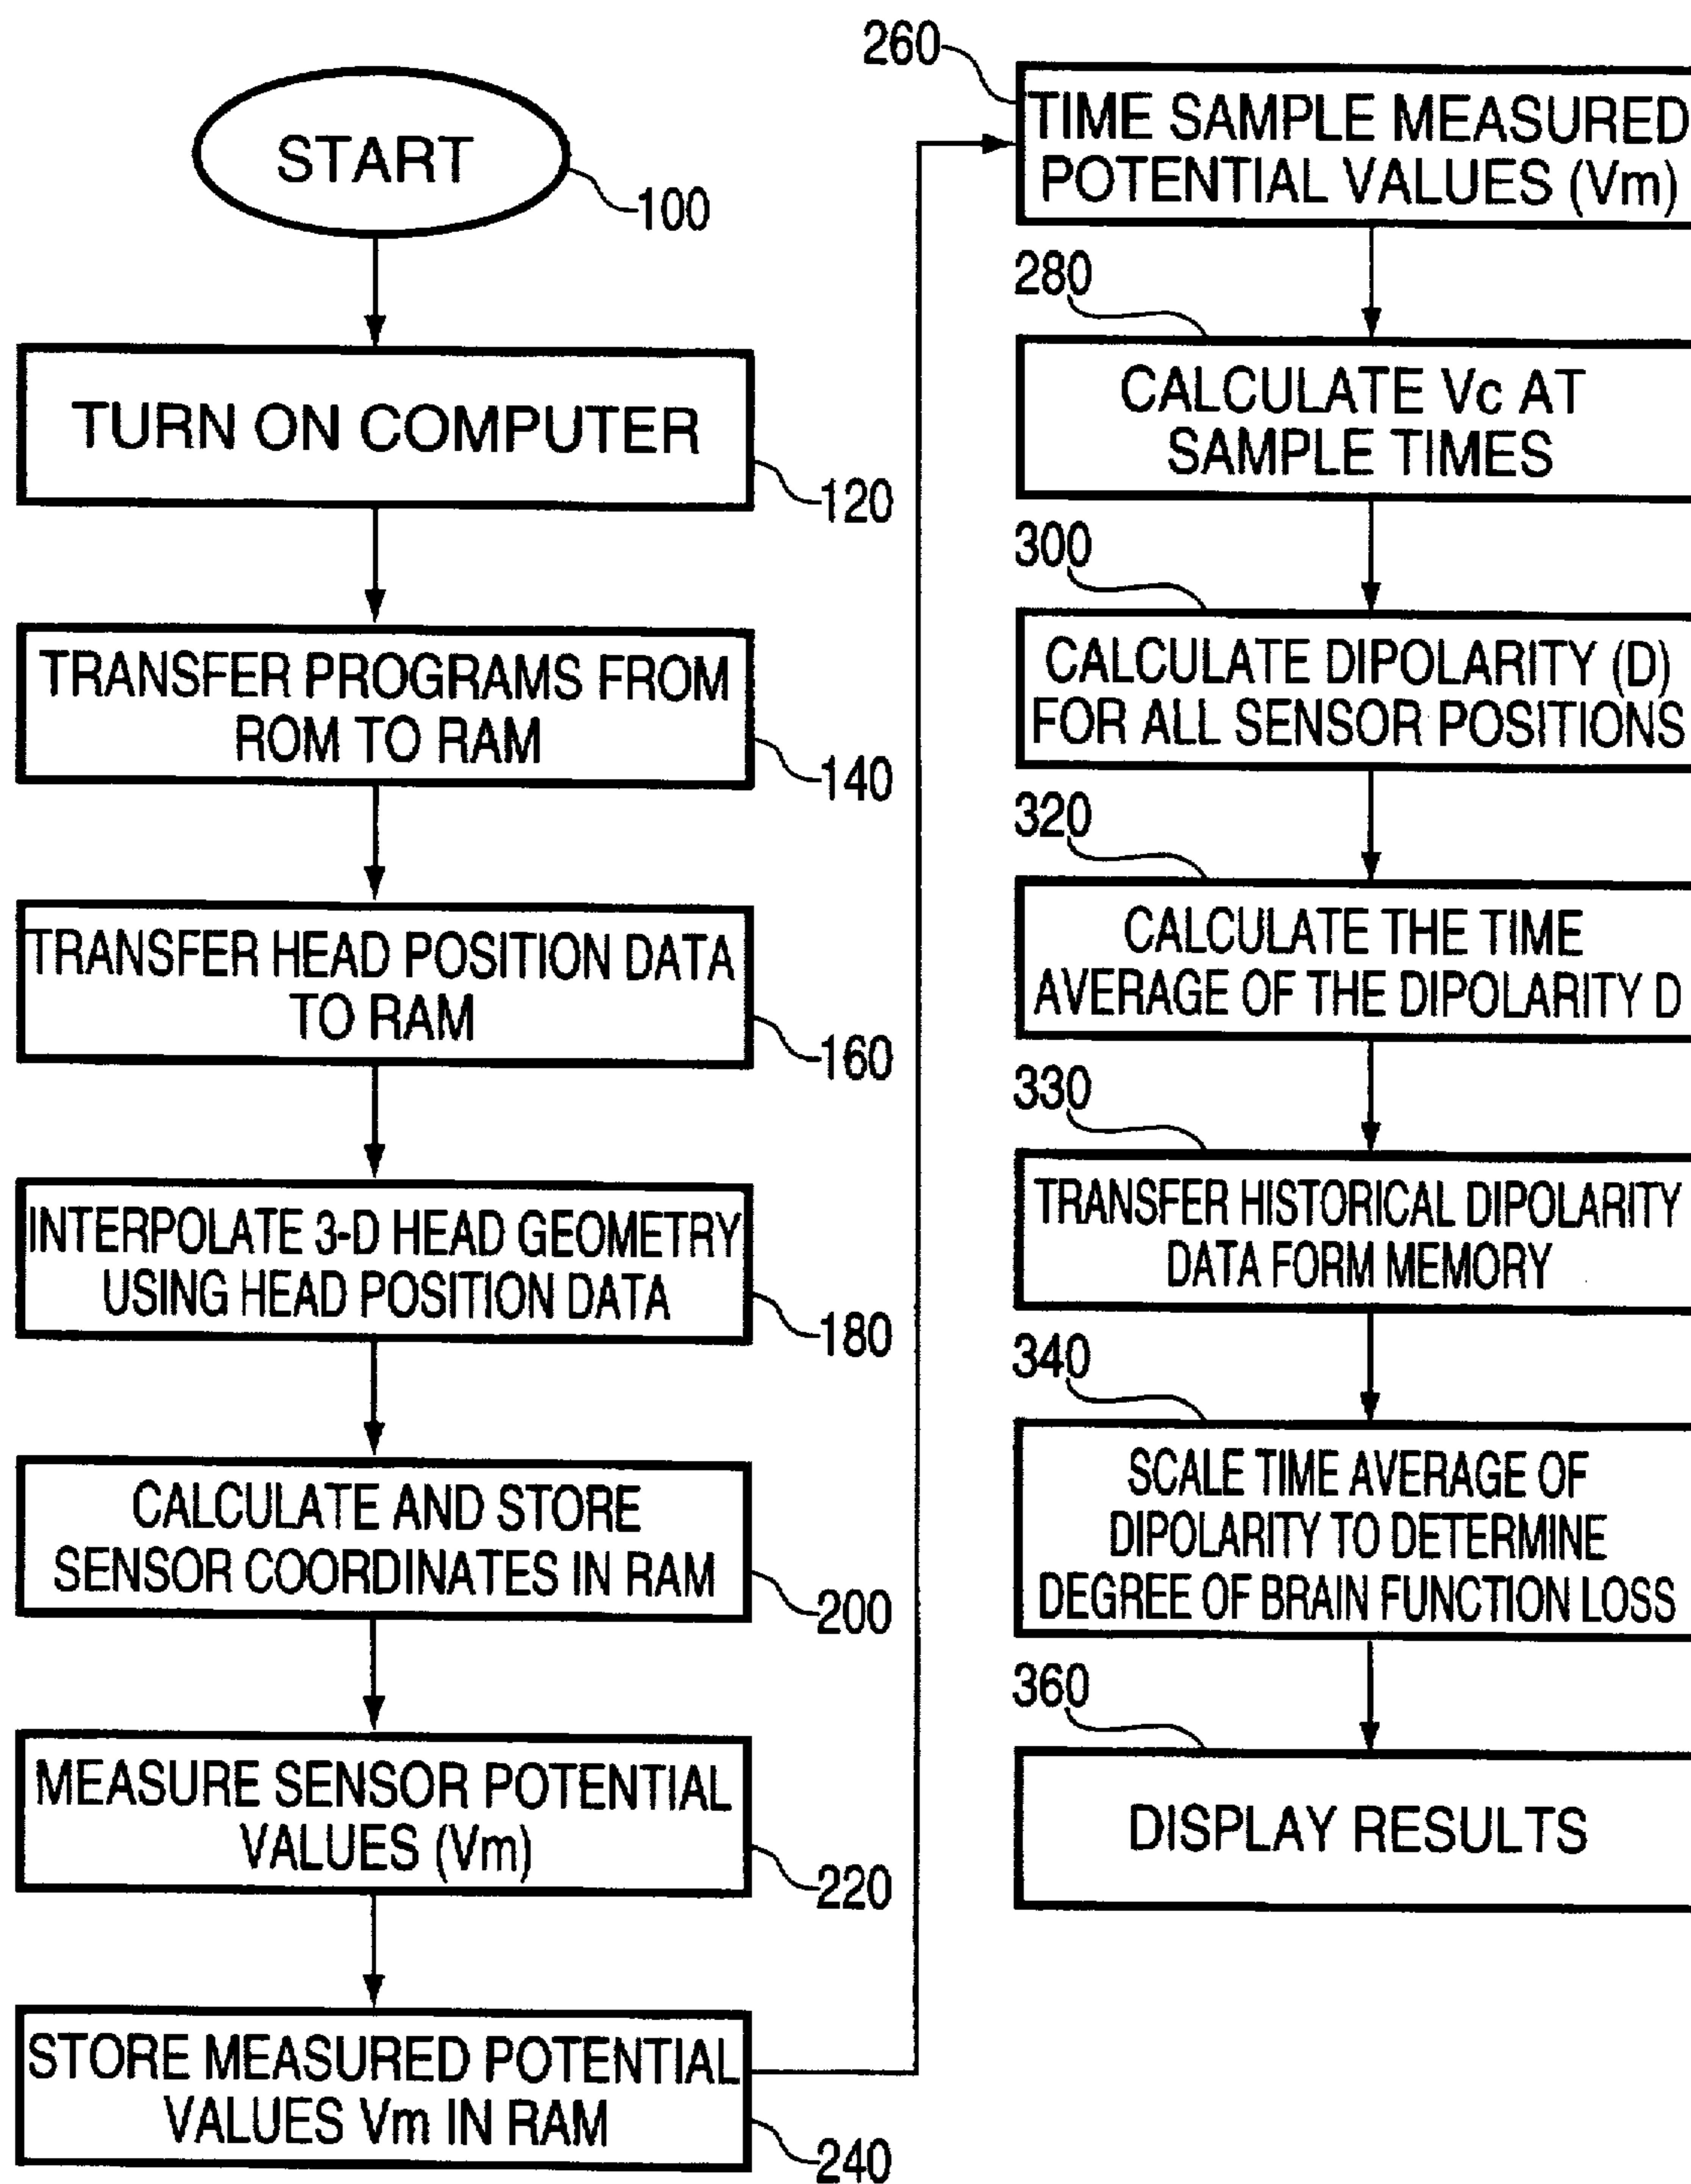 START
100
TURN ON COMPUTER
120
TRANSFER PROGRAMS FROM
ROM TO RAM
140
TRANSFER HEAD POSITION DATA
TO RAM
160
INTERPOLATE 3-D HEAD GEOMETRY
USING HEAD POSITION DATA
180
CALCULATE AND STORE
SENSOR COORDINATES IN RAM
200
MEASURE SENSOR POTENTIAL
VALUES (Vm)
220
STORE MEASURED POTENTIAL
VALUES Vm IN RAM
240
260
TIME SAMPLE MEASURED
POTENTIAL VALUES (Vm)
280
CALCULATE Vc AT
SAMPLE TIMES
300
CALCULATE DIPOLARITY (D)
FOR ALL SENSOR POSITIONS
320
CALCULATE THE TIME
AVERAGE OF THE DIPOLARITY D
330
TRANSFER HISTORICAL DIPOLARITY
DATA FORM MEMORY
340
SCALE TIME AVERAGE OF
DIPOLARITY TO DETERMINE
DEGREE OF BRAIN FUNCTION LOSS
360
DISPLAY RESULTS